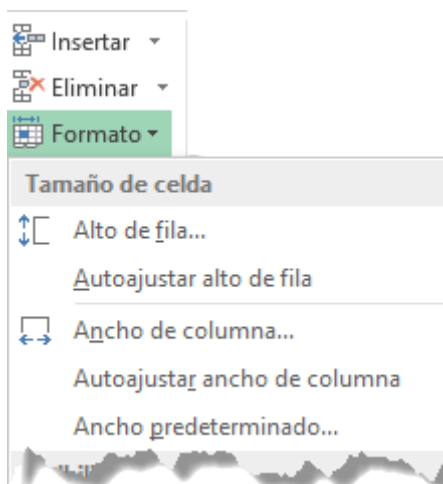 Insertar
Eliminar
Formato
Tamaño de celda
Alto de fila...
Autoajustar alto de fila
Ancho de columna...
Autoajustar ancho de columna
Ancho predeterminado...